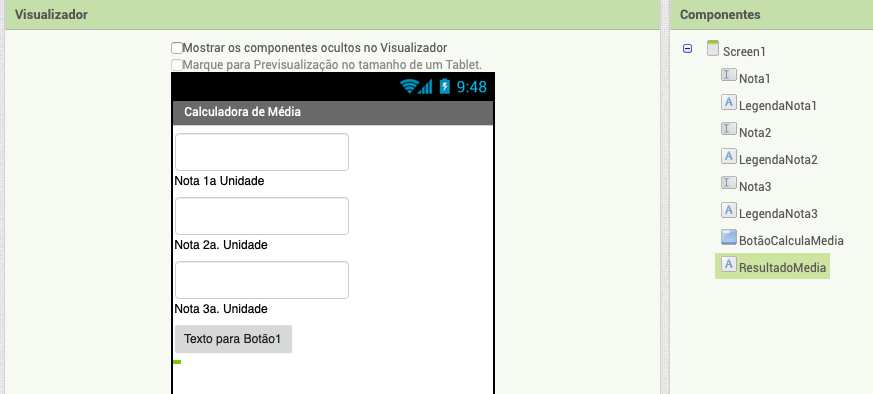 Visualizador
Mostrar os componentes ocultos no Visualizador
Marque para Previsualização no tamanho de um Tablet.
9:48
Calculadora de Média
Nota 1a Unidade
Nota 2a. Unidade
Nota 3a. Unidade
Texto para Botão1
Componentes
Screen1
Nota1
A LegendaNota1
Nota2
A LegendaNota2
Nota3
A LegendaNota3
BotãoCalculaMedia
A ResultadoMedia